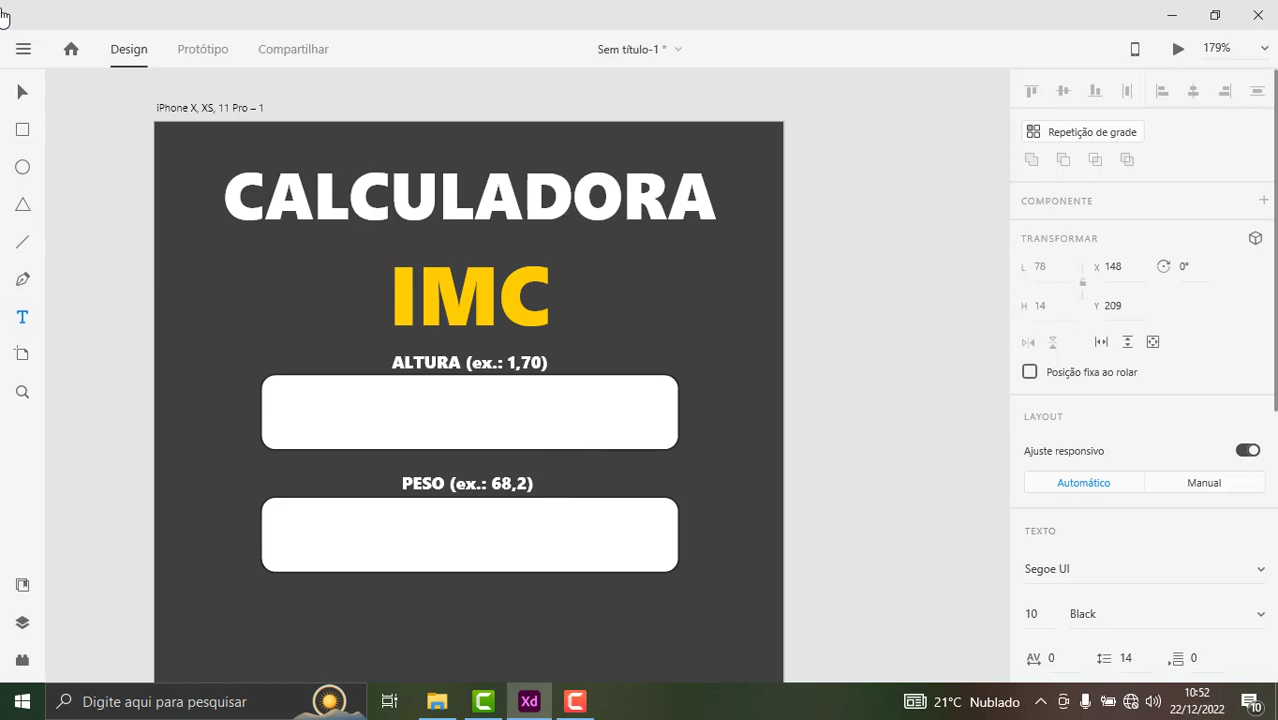 Design
Protótipo
Compartilhar
Sem título-1 *
179%
iPhone X, XS, 11 Pro – 1
CALCULADORA
IMC
ALTURA (ex.: 1,70)
PESO (ex.: 68,2)
Repetição de grade
COMPONENTE
TRANSFORMAR
L 78 X 148 0°
H 14 Y 209
Posição fixa ao rolar
LAYOUT
Ajuste responsivo
Automático Manual
TEXTO
Segoe UI
10 Black
AV 0 14 0
T
Digite aqui para pesquisar
Xd
C
C
21°C Nublado
10:52
22/12/2022
10